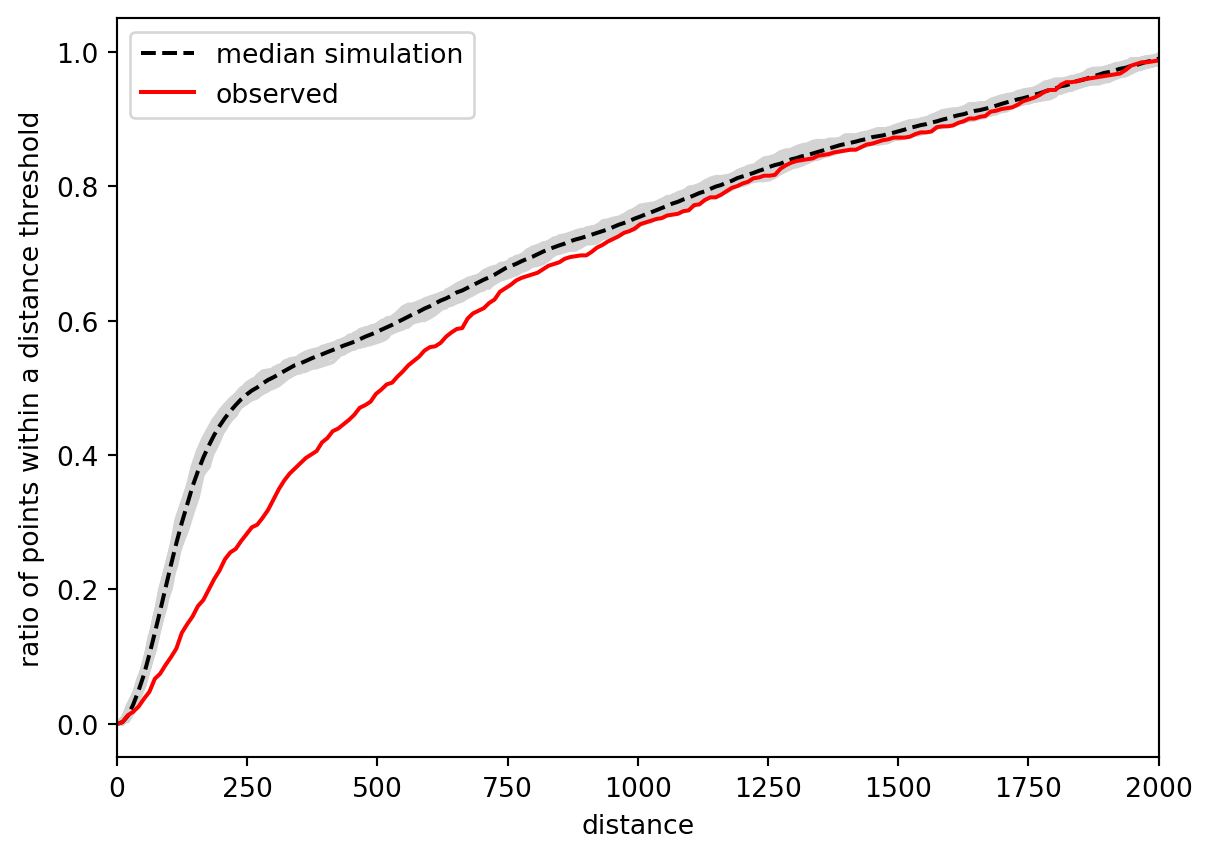 median simulation
observed
ratio of points within a distance threshold
1.0
0.8
0.6
0.4
0.2
0.0
0 250 500 750 1000 1250 1500 1750 2000
distance